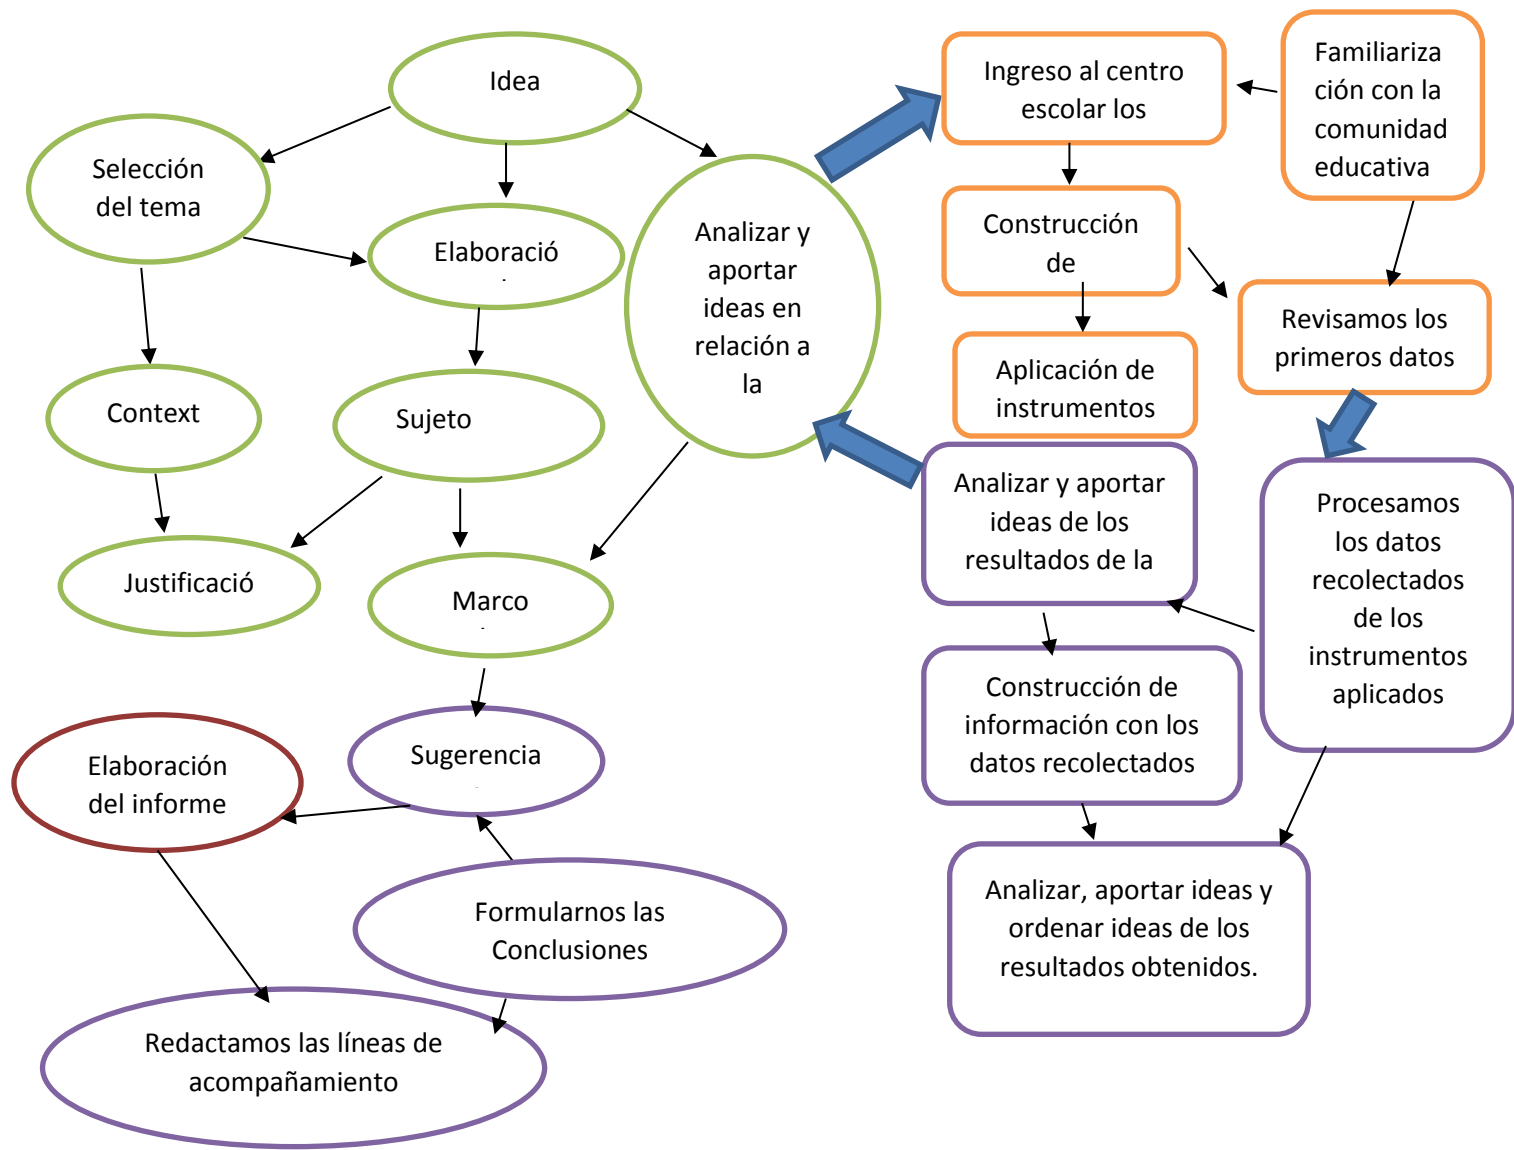 Idea
Selección
del tema
Elaboració
Analizar y
aportar
ideas en
relación a
la
Context
Sujeto
Justificació
Marco
Sugerencia
Elaboración
del informe
Formularnos las
Conclusiones
Redactamos las líneas de
acompañamiento
Ingreso al centro
escolar los
Familiariza
ción con la
comunidad
educativa
Construcción
de
Revisamos los
primeros datos
Aplicación de
instrumentos
Analizar y aportar
ideas de los
resultados de la
Procesamos
los datos
recolectados
de los
instrumentos
aplicados
Construcción de
información con los
datos recolectados
Analizar, aportar ideas y
ordenar ideas de los
resultados obtenidos.